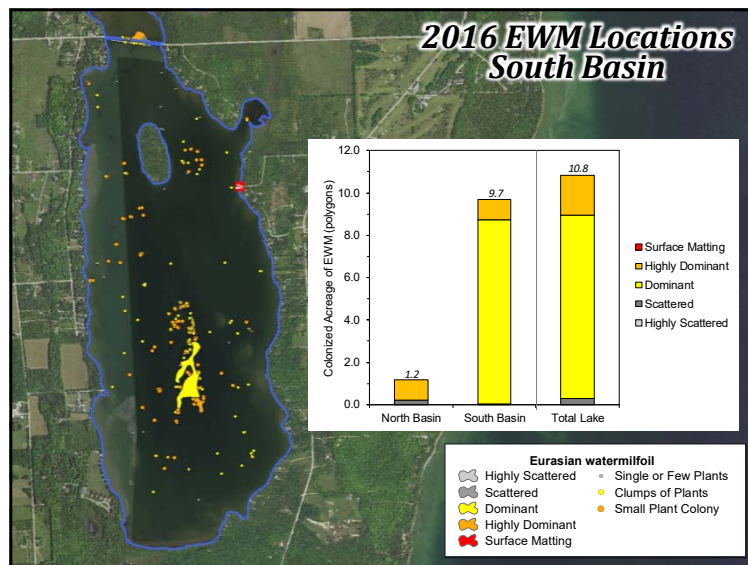 2016 EWM Locations
South Basin
12.0
10.0
8.0
6.0
4.0
2.0
0.0
Colonized Acreage of EWM (polygons)
1.2
9.7
10.8
North Basin
South Basin
Total Lake
Surface Matting
Highly Dominant
Dominant
Scattered
Highly Scattered
Eurasian watermilfoil
Highly Scattered
Scattered
Dominant
Highly Dominant
Surface Matting
Single or Few Plants
Clumps of Plants
Small Plant Colony